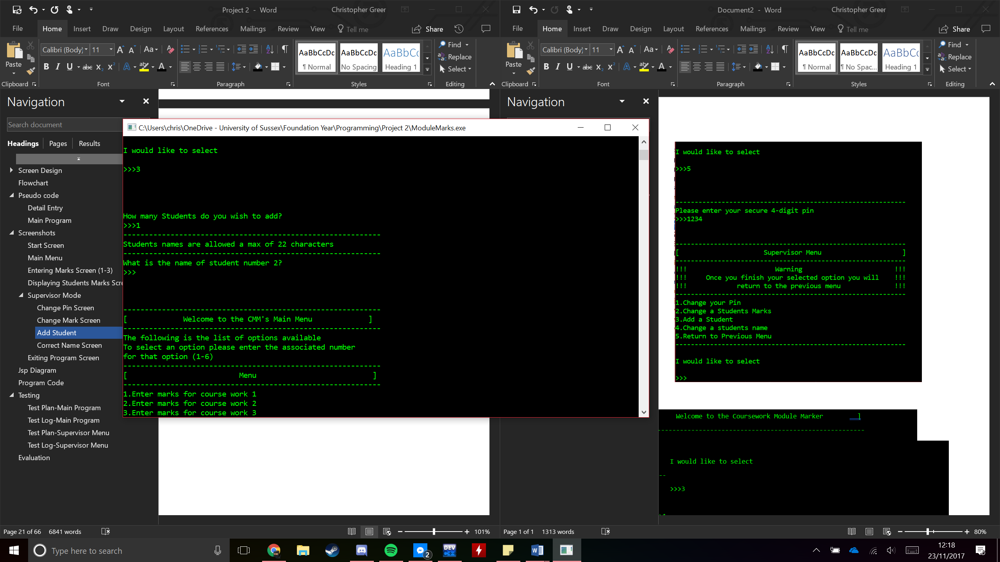 Project 2 - Word
Christopher Greer
File Home Insert Draw Design Layout References Mailings Review View Tell me Share
Paste
Calibri (Body) 11
AaBbCcDc AaBbCcDc AaBbCc
¶ Normal No Spacing Heading 1
Find
Replace
Select
Clipboard Font Paragraph Styles Editing
Navigation
Search document
Headings Pages Results
Screen Design
Flowchart
Pseudo code
Detail Entry
Main Program
Screenshots
Start Screen
Main Menu
Entering Marks Screen (1-3)
Displaying Students Marks Scre
Supervisor Mode
Change Pin Screen
Change Mark Screen
Add Student
Correct Name Screen
Exiting Program Screen
Jsp Diagram
Program Code
Testing
Test Plan-Main Program
Test Log-Main Program
Test Plan-Supervisor Menu
Test Log-Supervisor Menu
Evaluation
Page 21 of 66 6841 words
101%
C:\Users\chris\OneDrive - University of Sussex\Foundation Year\Programming\Project 2\ModuleMarks.exe
I would like to select
>>>3
How many Students do you wish to add?
>>>1
------------------------------------------------------------
Students names are allowed a max of 22 characters
------------------------------------------------------------
What is the name of student number 2?
>>>
------------------------------------------------------------
[ Welcome to the CMM's Main Menu ]
------------------------------------------------------------
The following is the list of options available
To select an option please enter the associated number
for that option (1-6)
------------------------------------------------------------
[ Menu ]
------------------------------------------------------------
1.Enter marks for course work 1
2.Enter marks for course work 2
3.Enter marks for course work 3
Document2 - Word
Christopher Greer
File Home Insert Draw Design Layout References Mailings Review View Tell me Share
Paste
Calibri (Body) 11
AaBbCcDc AaBbCcDc AaBbCc
¶ Normal ¶ No Spac... Heading 1
Find
Replace
Select
Clipboard Font Paragraph Styles Editing
Navigation
I would like to select
>>>5
------------------------------------------------------------
Please enter your secure 4-digit pin
>>>1234
------------------------------------------------------------
[ Supervisor Menu ]
------------------------------------------------------------
!!! Warning !!!
!!! Once you finish your selected option you will !!!
!!! return to the previous menu !!!
------------------------------------------------------------
1.Change your Pin
2.Change a Students Marks
3.Add a Student
4.Change a students name
5.Return to Previous Menu
------------------------------------------------------------
I would like to select
>>>
Welcome to the Coursework Module Marker ]
------------------------------------------------------------
I would like to select
--
>>>3
Page 1 of 1 1313 words
80%
Type here to search
2
DEV
C++
12:18
23/11/2017